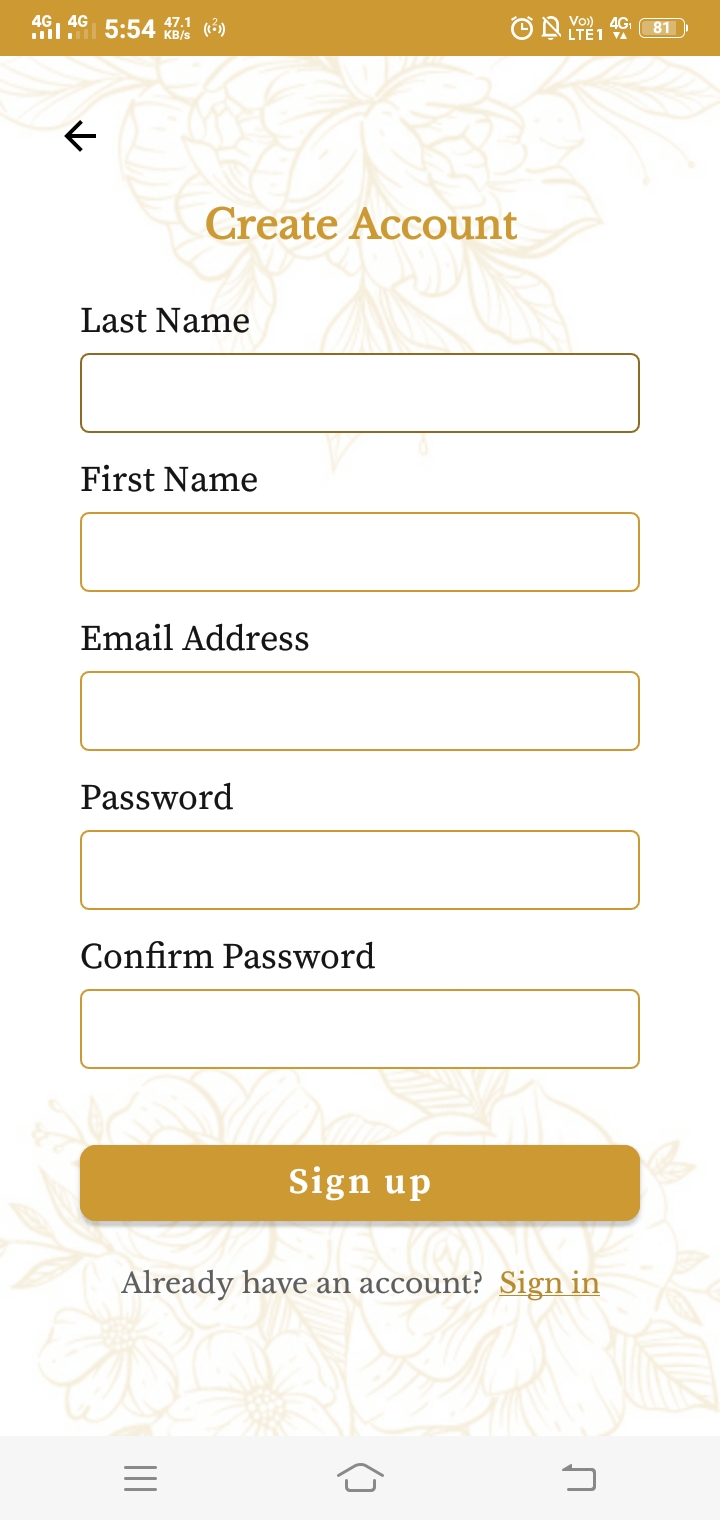 4G 4G 5:54 47.1 KB/s 2 Vo)) LTE1 4G 81
Create Account
Last Name
First Name
Email Address
Password
Confirm Password
Sign up
Already have an account? Sign in